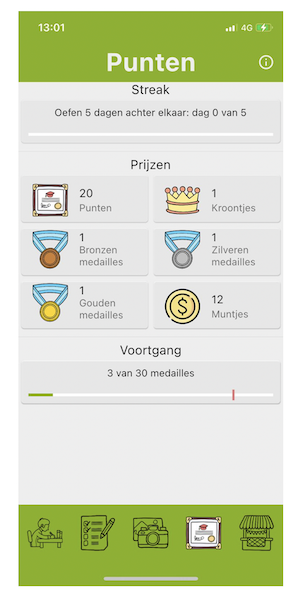 13:01
4G
Punten
Streak
Oefen 5 dagen achter elkaar: dag 0 van 5
Prijzen
20
Punten
1
Kroontjes
1
Bronzen
medailles
1
Zilveren
medailles
1
Gouden
medailles
12
Muntjes
Voortgang
3 van 30 medailles